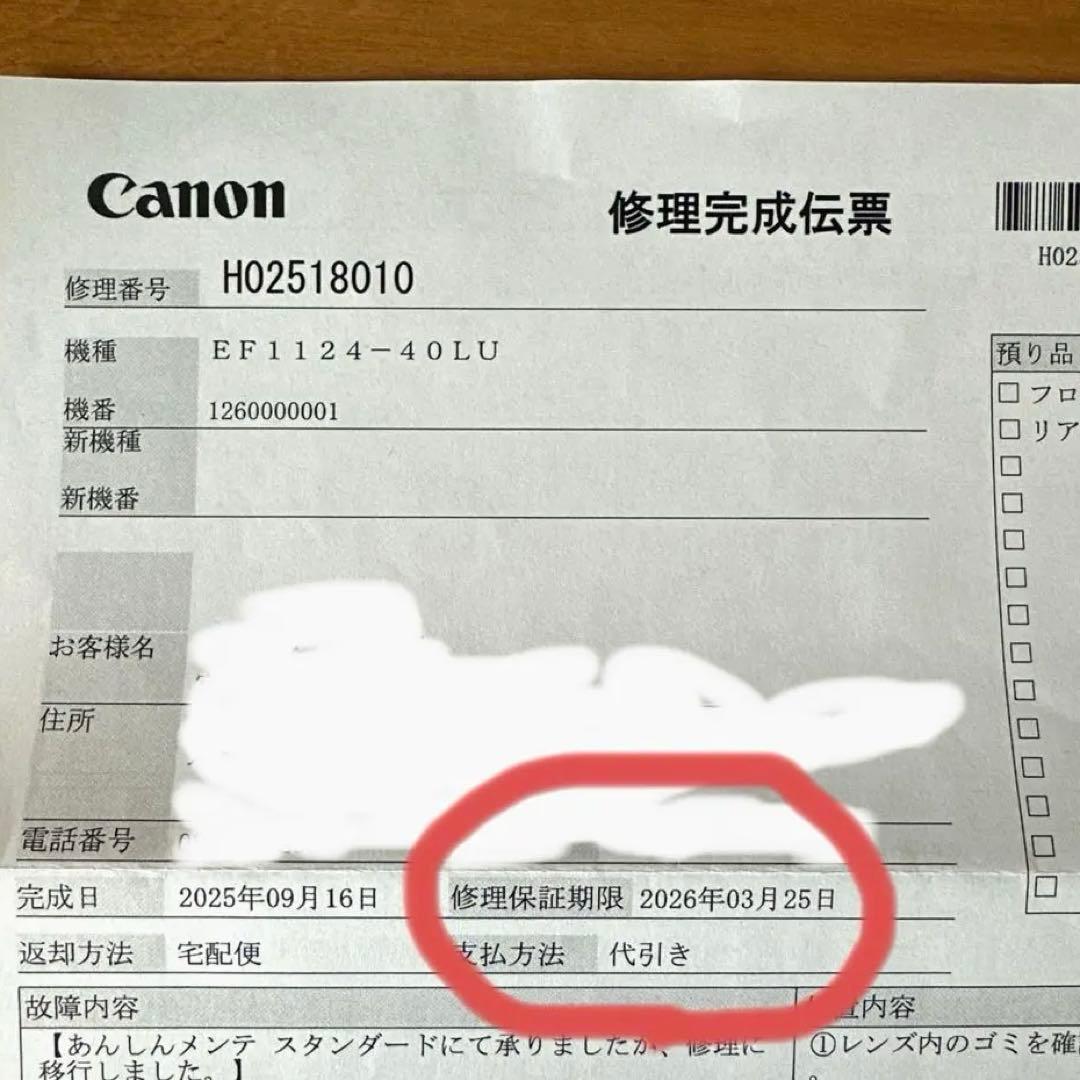 Canon
修理完成伝票
H02
修理番号 H02518010
機種 EF1124-40LU
機番 1260000001
新機種
新機番
お客様名
住所
電話番号
完成日 2025年09月16日 修理保証期限 2026年03月25日
返却方法 宅配便 支払方法 代引き
故障内容
【あんしんメンテ スタンダードにて承りましたが、修理に
移行しました。】
置内容
①レンズ内のゴミを確
。
預り品
□ フロ
□ リア
□
□
□
□
□
□
□
□
□
□
□
□